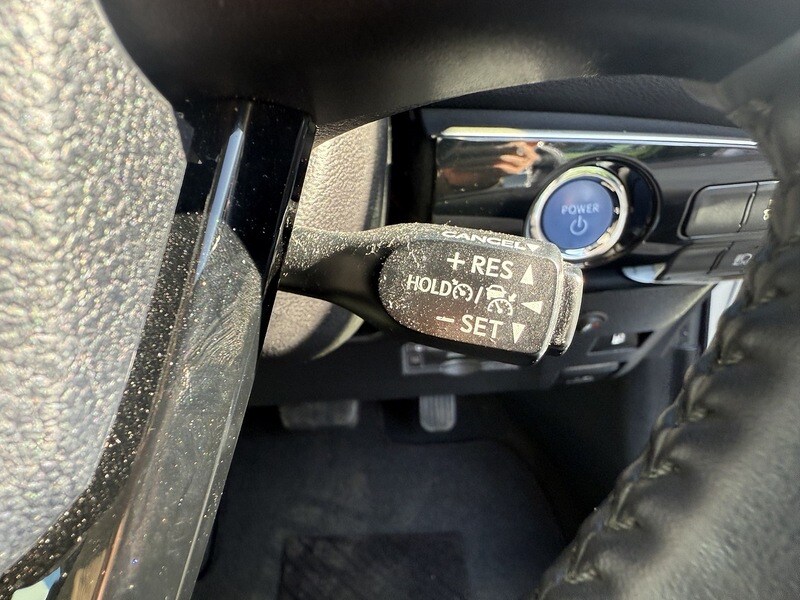 POWER
CANCEL
+ RES ▲
HOLD /
− SET ▼